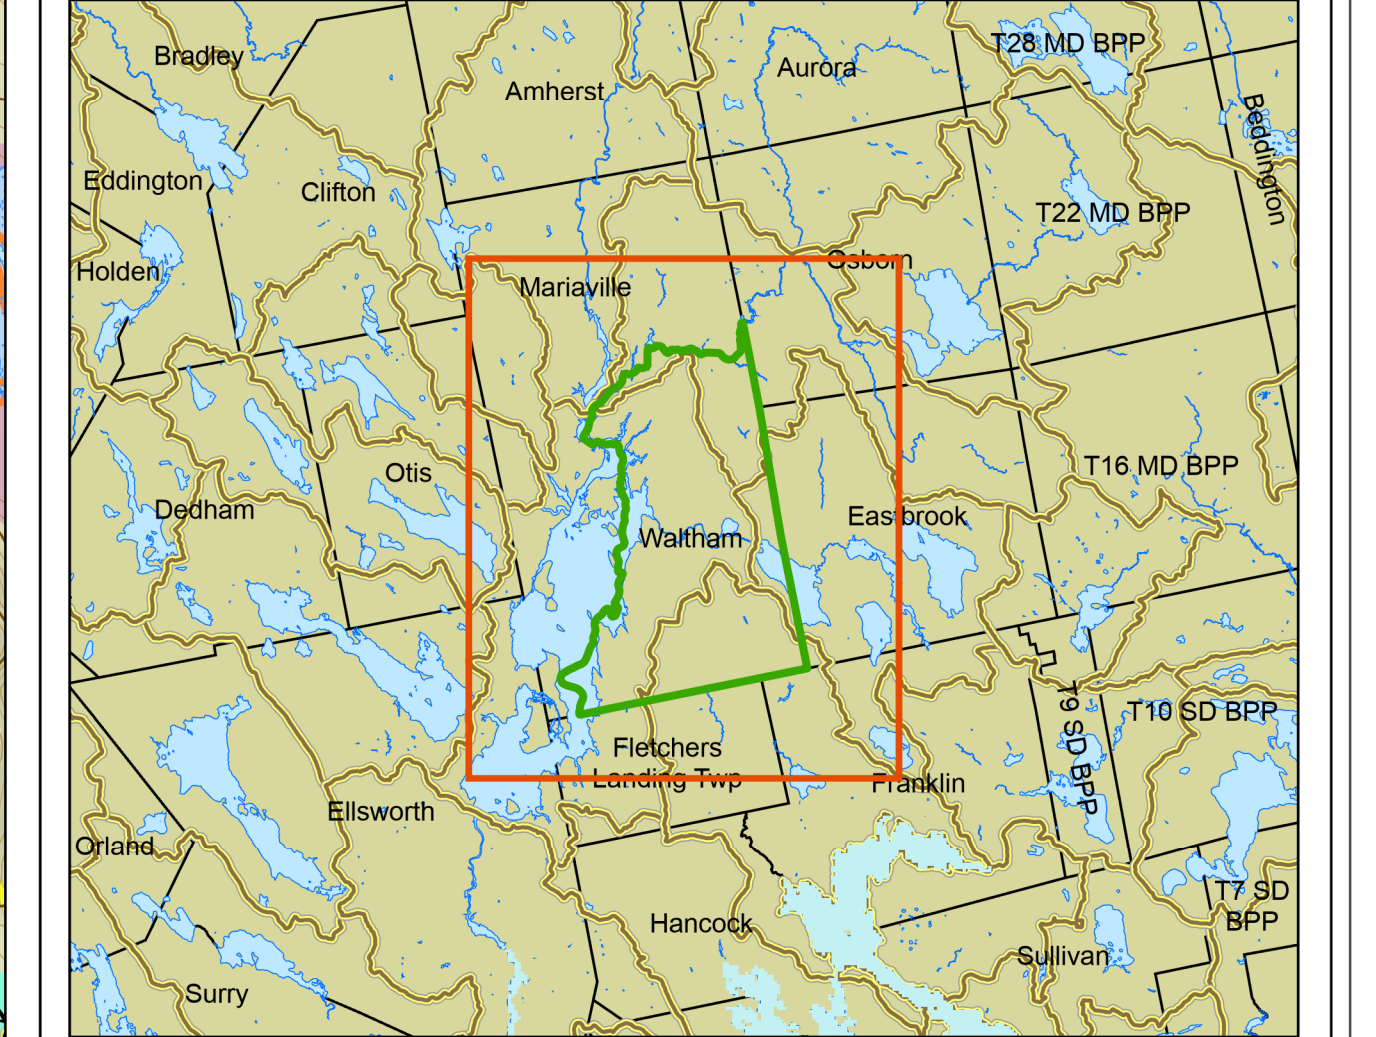 T28 MD BPP
Bradley
Aurora
Amherst
Beddington
Eddington
Clifton
T22 MD BPP
Holden
Osborn
Mariaville
Otis
T16 MD BPP
Dedham
Eastbrook
Waltham
T9 SD BPP
T10 SD BPP
Fletchers
Landing Twp
Franklin
Ellsworth
Orland
T7 SD
BPP
Hancock
Sullivan
Surry